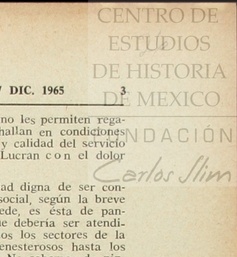 CENTRO DE
ESTUDIOS
DE HISTORIA
DE MEXICO
FUNDACIÓN
Carlos Slim
DIC. 1965 3
no les permiten rega-
hallan en condiciones
y calidad del servicio
Lucran con el dolor
ad digna de ser con-
social, según la breve
ede, es ésta de pan-
e debería ser atendi-
os los sectores de la
enesterosos hasta los